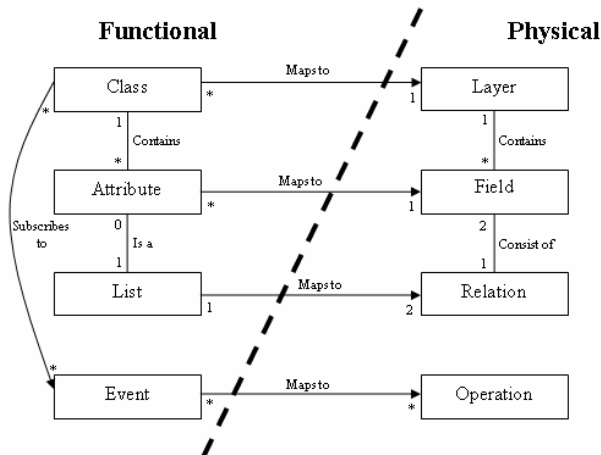 Functional Physical
Class Maps to Layer
* * 1
1 Contains 1 Contains
* *
Attribute Maps to Field
* 1
0 2
Subscribes to Is a Consist of
1 1
List Maps to Relation
1 2
*
Event Maps to Operation
* *